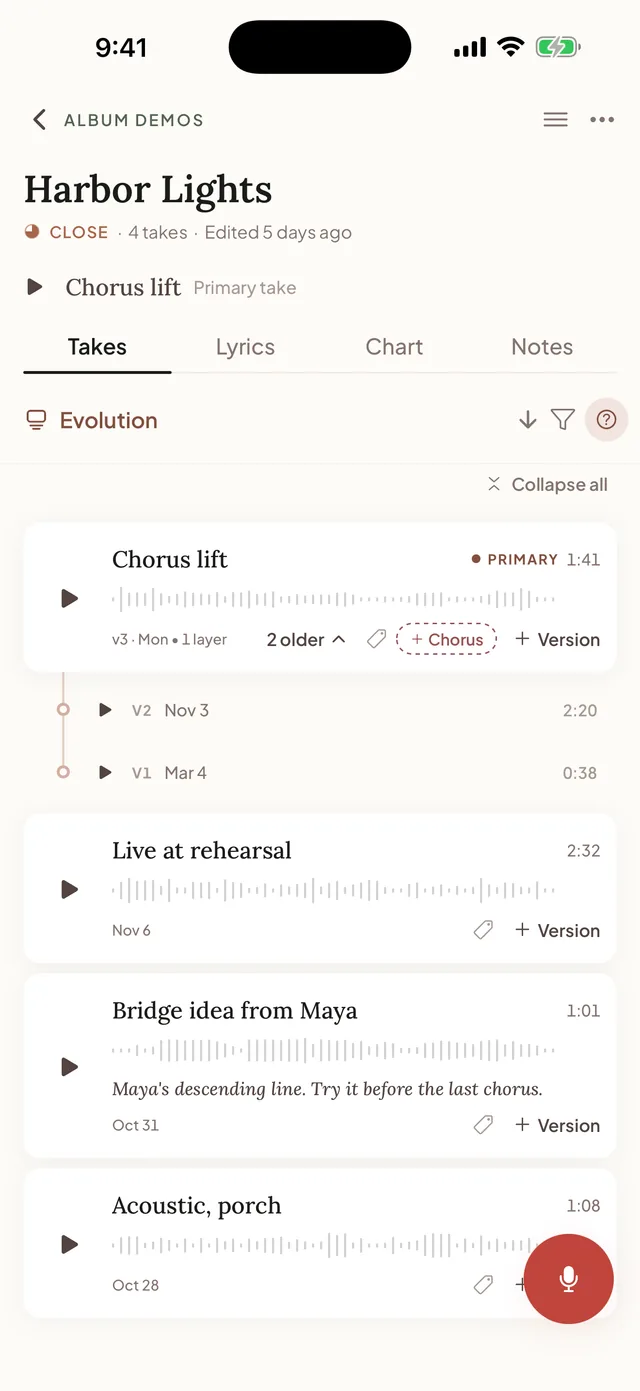 9:41
ALBUM DEMOS
Harbor Lights
CLOSE · 4 takes · Edited 5 days ago
Chorus lift Primary take
Takes Lyrics Chart Notes
Evolution ?
Collapse all
Chorus lift PRIMARY 1:41
v3 · Mon • 1 layer 2 older + Chorus + Version
V2 Nov 3 2:20
V1 Mar 4 0:38
Live at rehearsal 2:32
Nov 6 + Version
Bridge idea from Maya 1:01
Maya's descending line. Try it before the last chorus.
Oct 31 + Version
Acoustic, porch 1:08
Oct 28 +